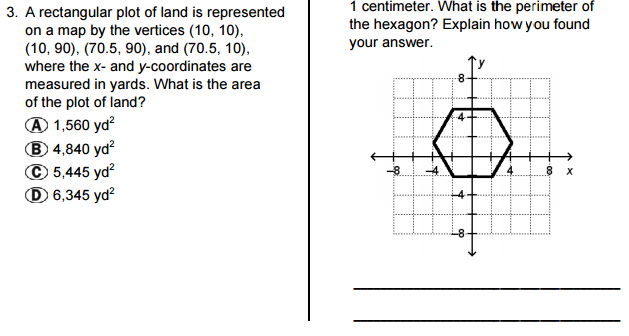 3. A rectangular plot of land is represented
on a map by the vertices (10, 10),
(10, 90), (70.5, 90), and (70.5, 10),
where the x- and y-coordinates are
measured in yards. What is the area
of the plot of land?
A 1,560 yd²
B 4,840 yd²
C 5,445 yd²
D 6,345 yd²
1 centimeter. What is the perimeter of
the hexagon? Explain how you found
your answer.
y
8
4
-8 -4 4 8 x
-4
-8